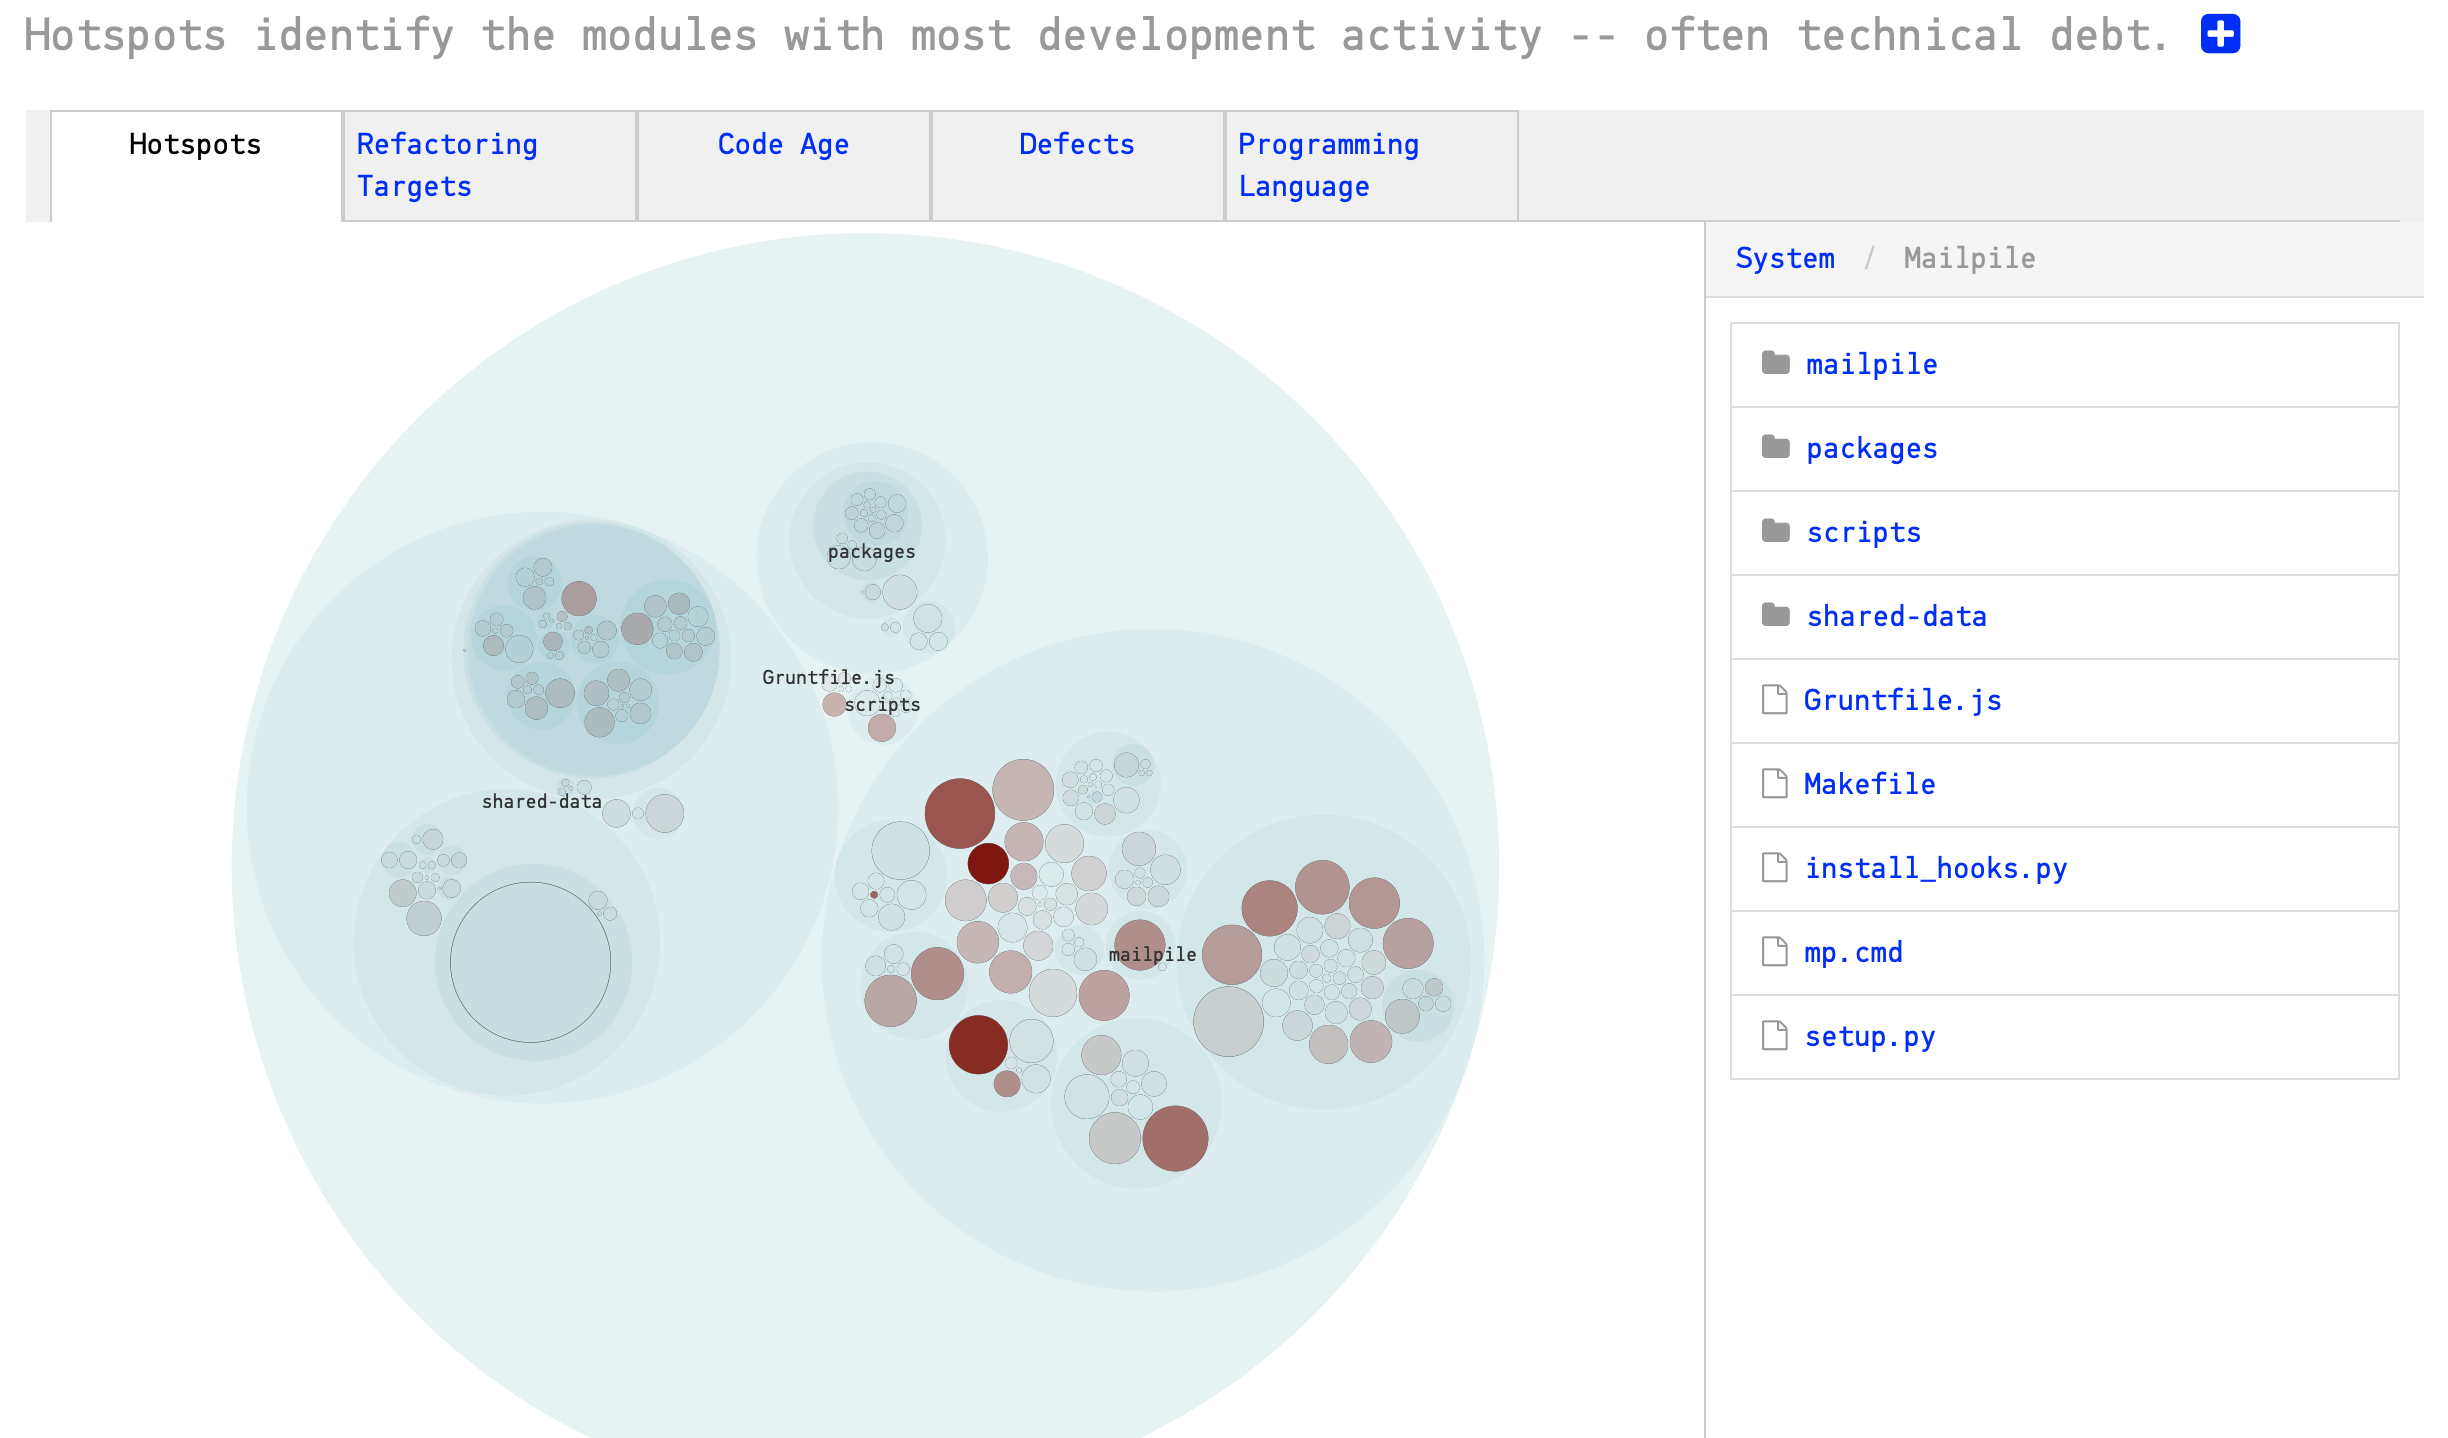 Hotspots identify the modules with most development activity -- often technical debt.
Hotspots
Refactoring
Targets
Code Age
Defects
Programming
Language
System / Mailpile
mailpile
packages
scripts
shared-data
Gruntfile.js
Makefile
install_hooks.py
mp.cmd
setup.py
packages
Gruntfile.js
scripts
shared-data
mailpile